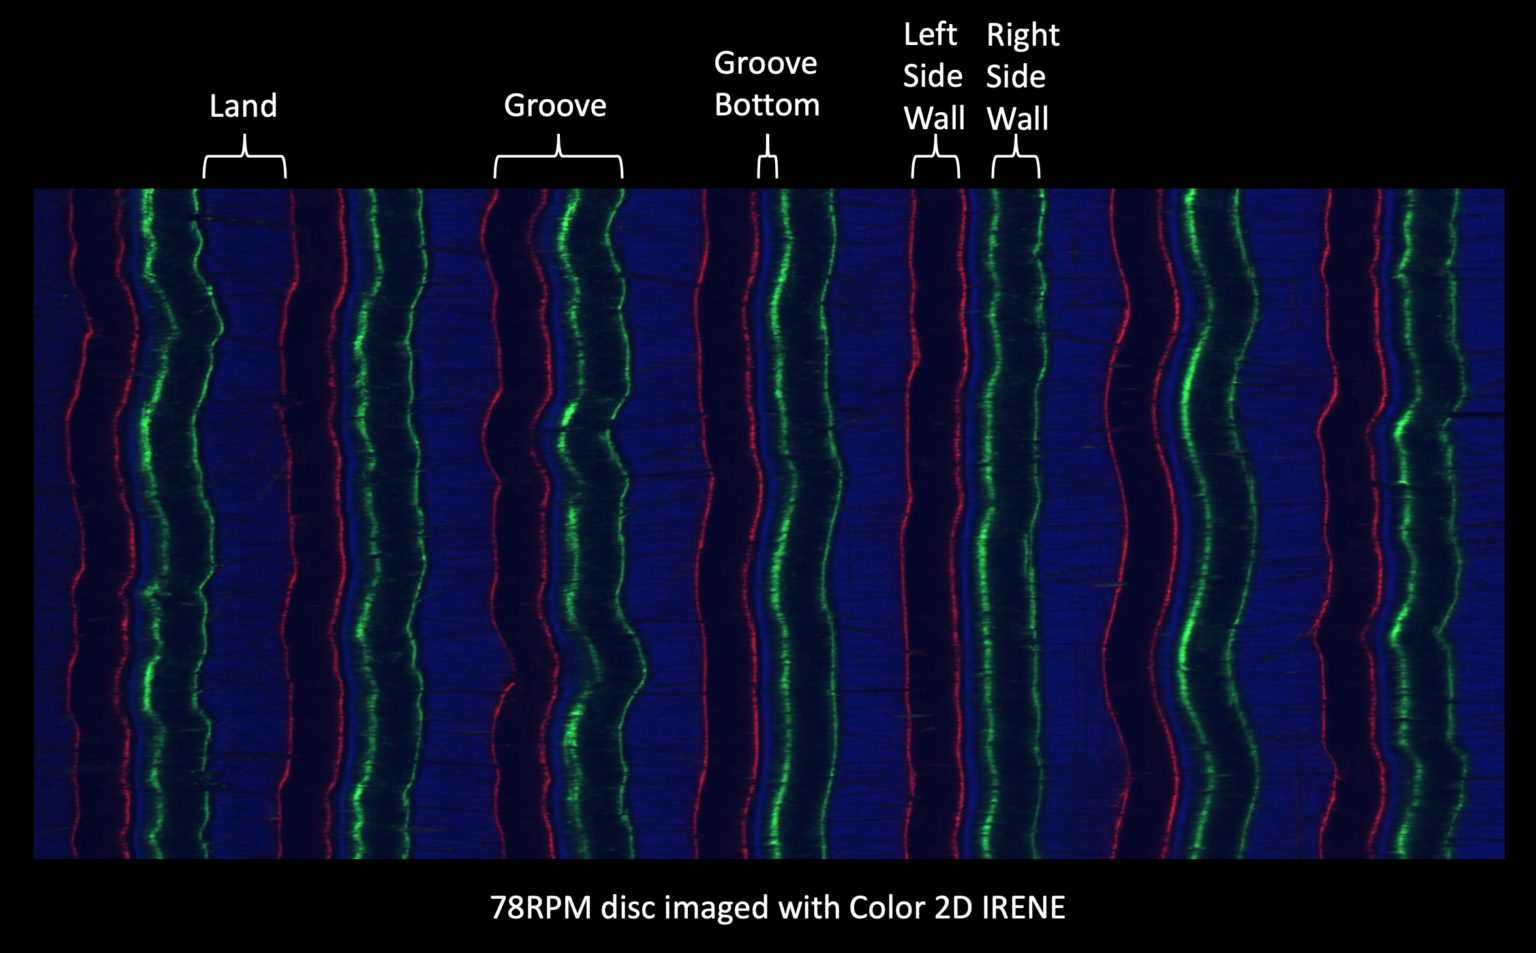 Land
Groove
Groove
Bottom
Left
Side
Wall
Right
Side
Wall
78RPM disc imaged with Color 2D IRENE